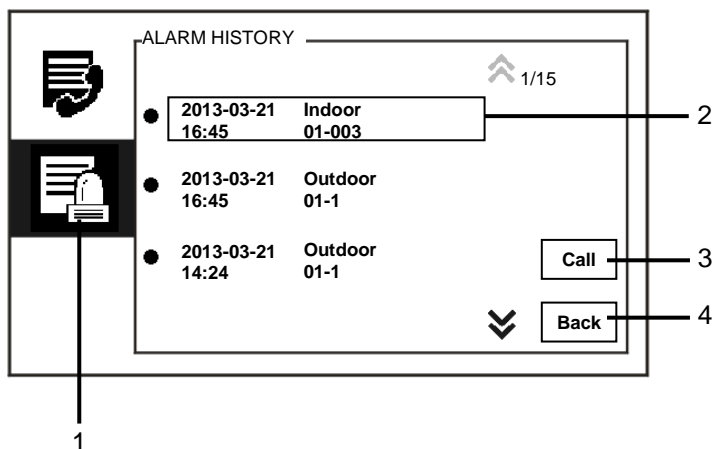 ALARM HISTORY
1/15
2013-03-21 Indoor
16:45 01-003
2
2013-03-21 Outdoor
16:45 01-1
2013-03-21 Outdoor
14:24 01-1
Call
3
Back
4
1